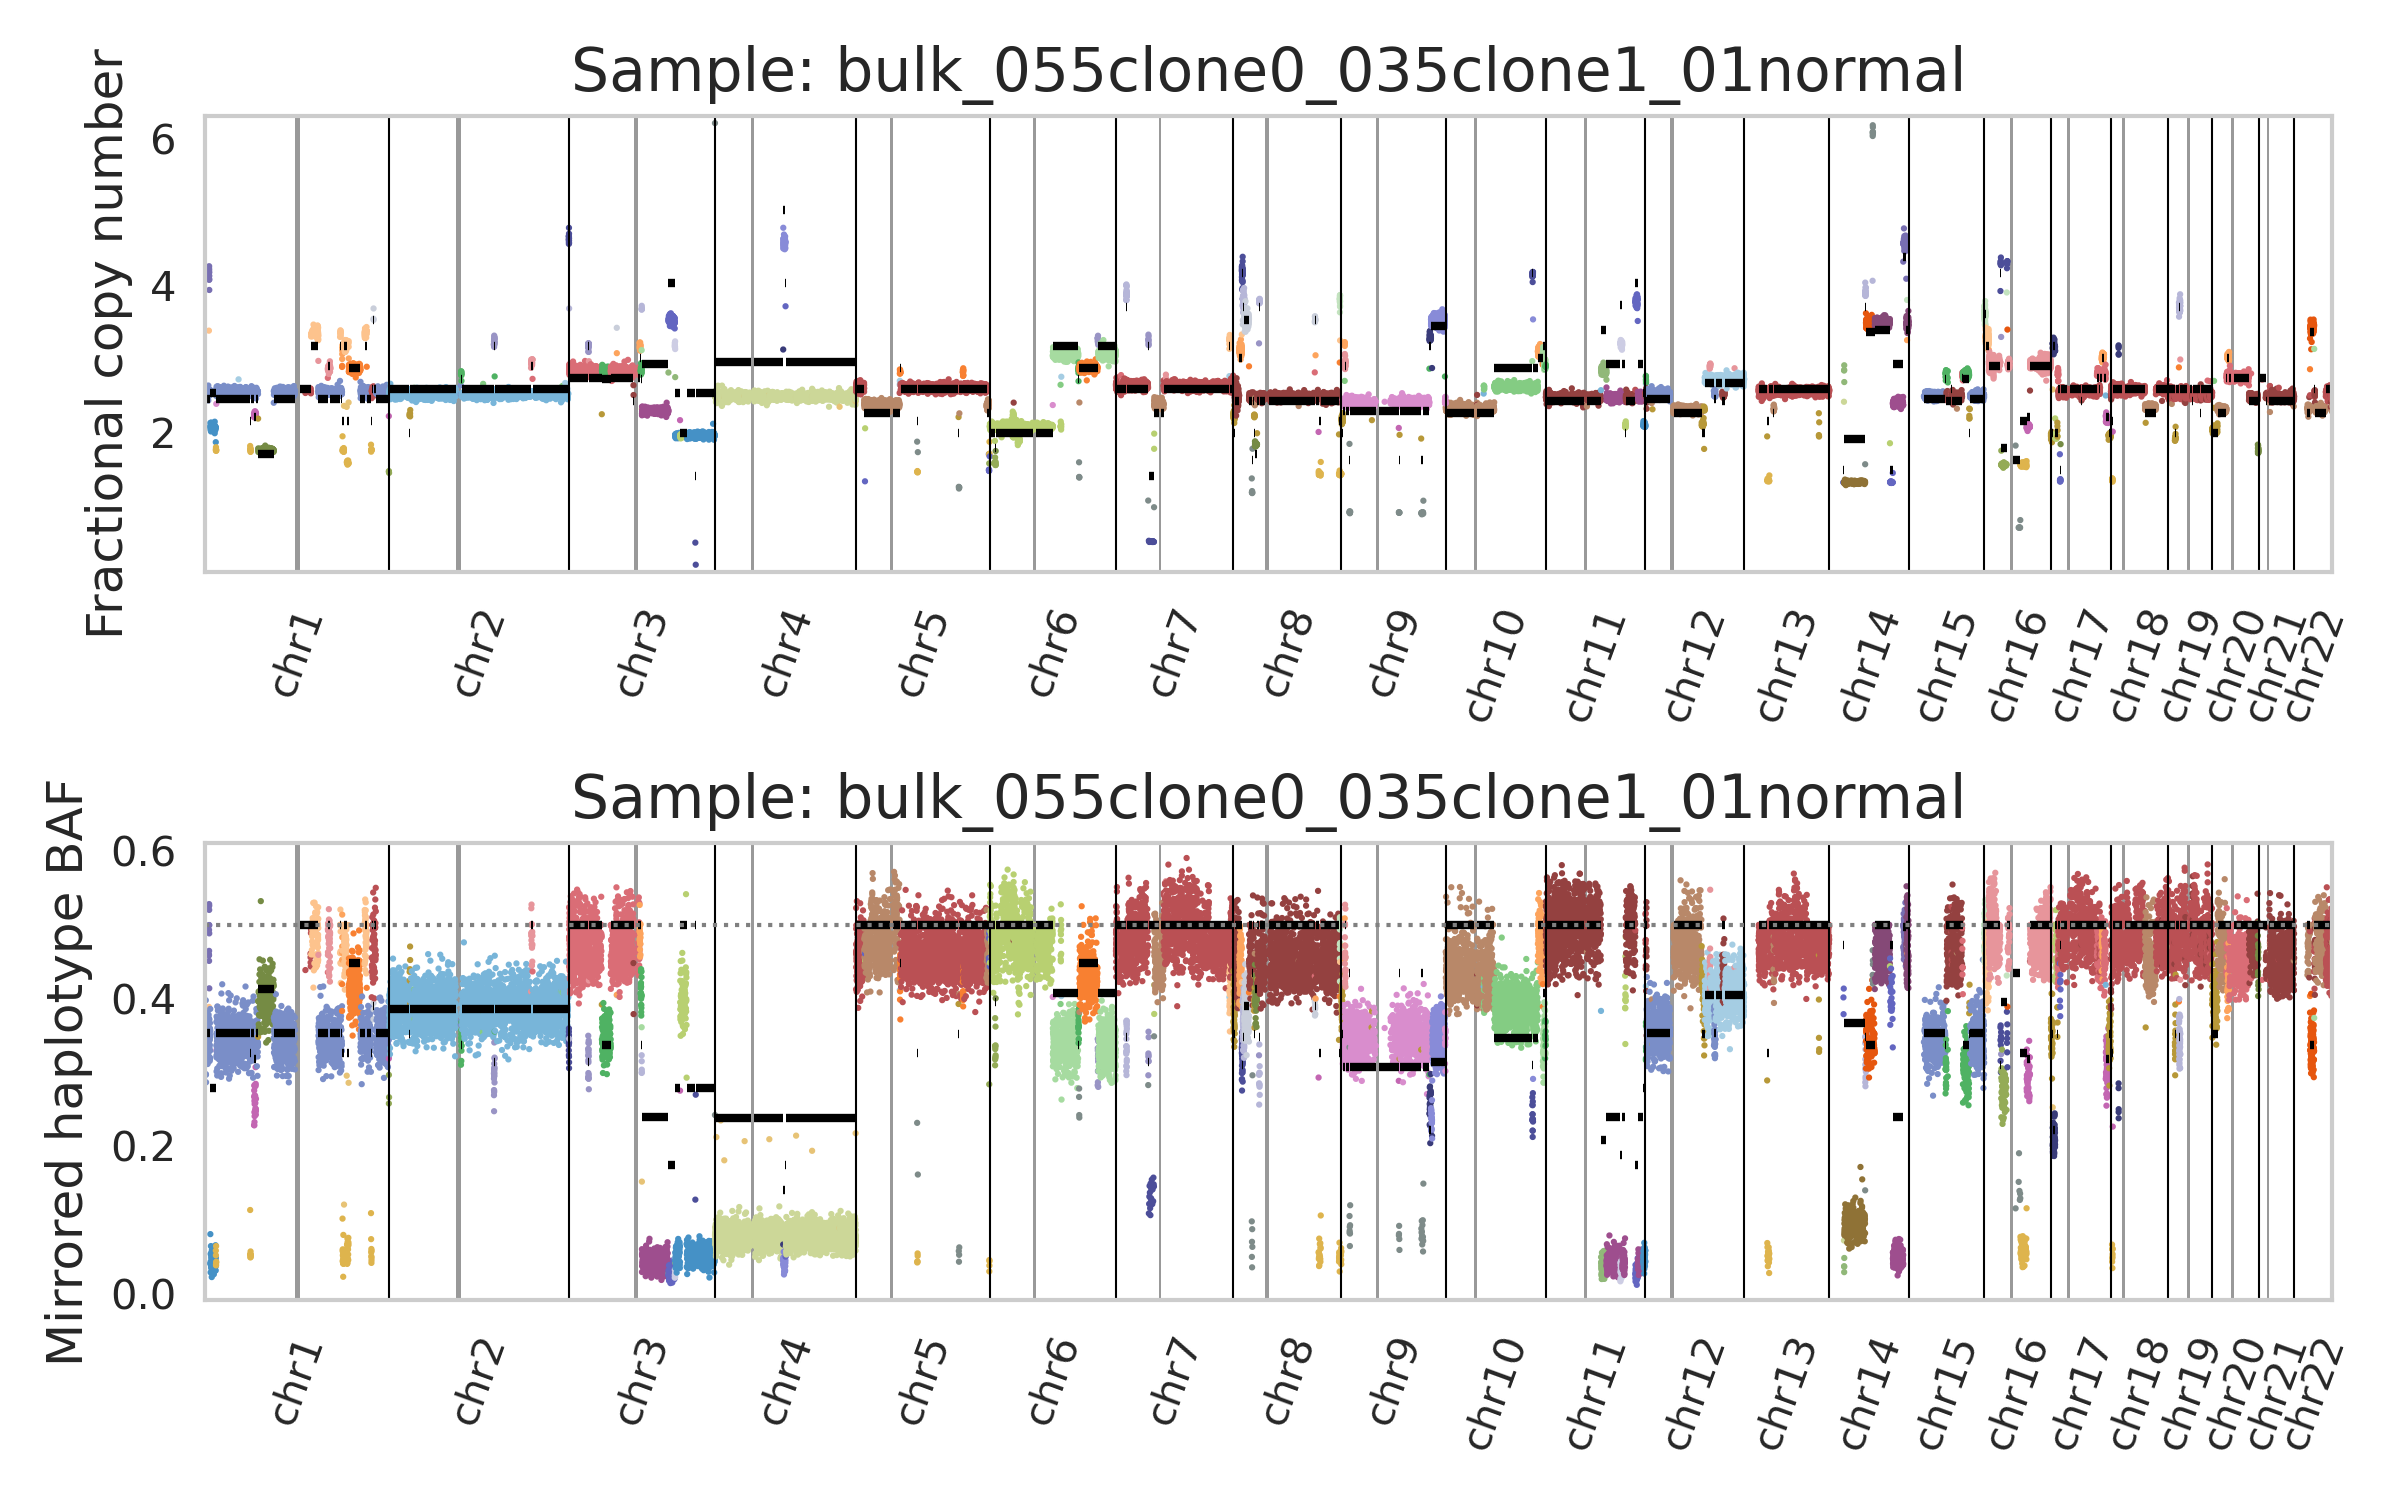 Sample: bulk_055clone0_035clone1_01normal
Fractional copy number
6
4
2
chr1 chr2 chr3 chr4 chr5 chr6 chr7 chr8 chr9 chr10 chr11 chr12 chr13 chr14 chr15 chr16 chr17 chr18 chr19 chr20 chr21 chr22
Sample: bulk_055clone0_035clone1_01normal
Mirrored haplotype BAF
0.6
0.4
0.2
0.0
chr1 chr2 chr3 chr4 chr5 chr6 chr7 chr8 chr9 chr10 chr11 chr12 chr13 chr14 chr15 chr16 chr17 chr18 chr19 chr20 chr21 chr22